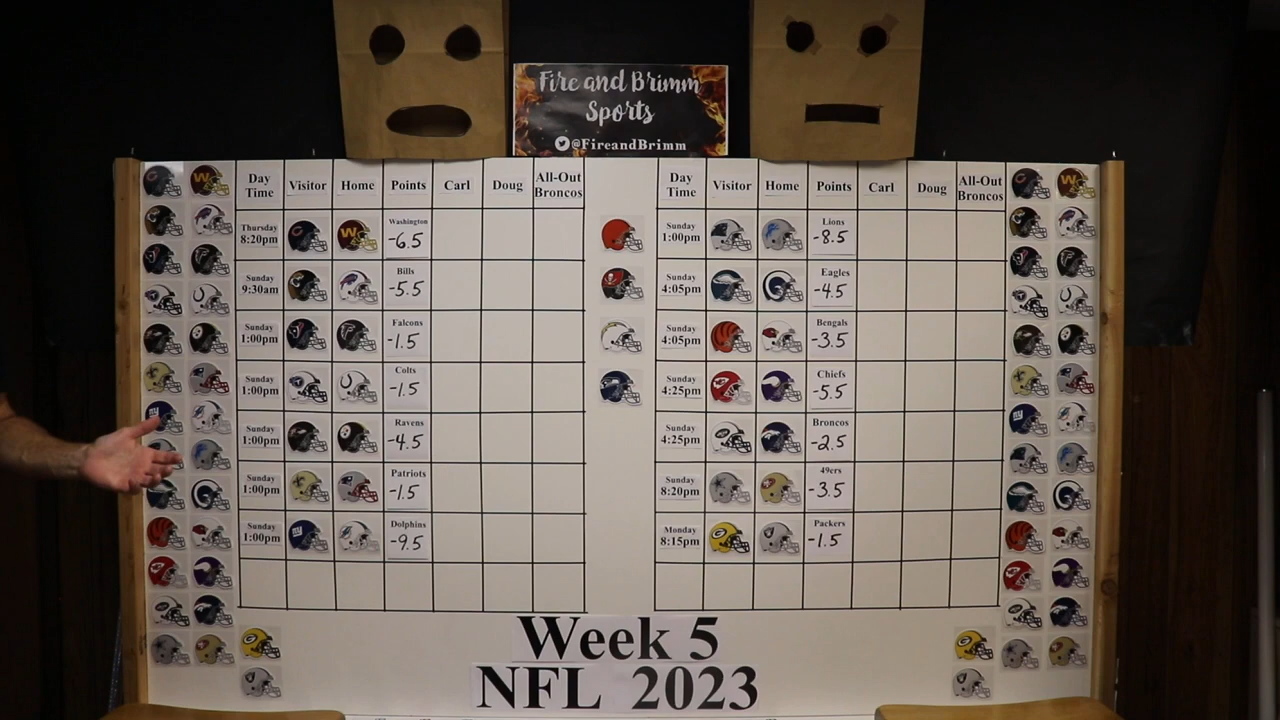 Fire and Brimm
Sports
@FireandBrimm
Day
Time
Visitor
Home
Points
Carl
Doug
All-Out
Broncos
Thursday
8:20pm
W
Washington
-6.5
Sunday
9:30am
Bills
-5.5
Sunday
1:00pm
Falcons
-1.5
Sunday
1:00pm
Colts
-1.5
Sunday
1:00pm
Ravens
-4.5
Sunday
1:00pm
Patriots
-1.5
Sunday
1:00pm
Dolphins
-9.5
Day
Time
Visitor
Home
Points
Carl
Doug
All-Out
Broncos
Sunday
1:00pm
Lions
-8.5
Sunday
4:05pm
Eagles
-4.5
Sunday
4:05pm
Bengals
-3.5
Sunday
4:25pm
Chiefs
-5.5
Sunday
4:25pm
Broncos
-2.5
Sunday
8:20pm
49ers
-3.5
Monday
8:15pm
Packers
-1.5
Week 5
NFL 2023